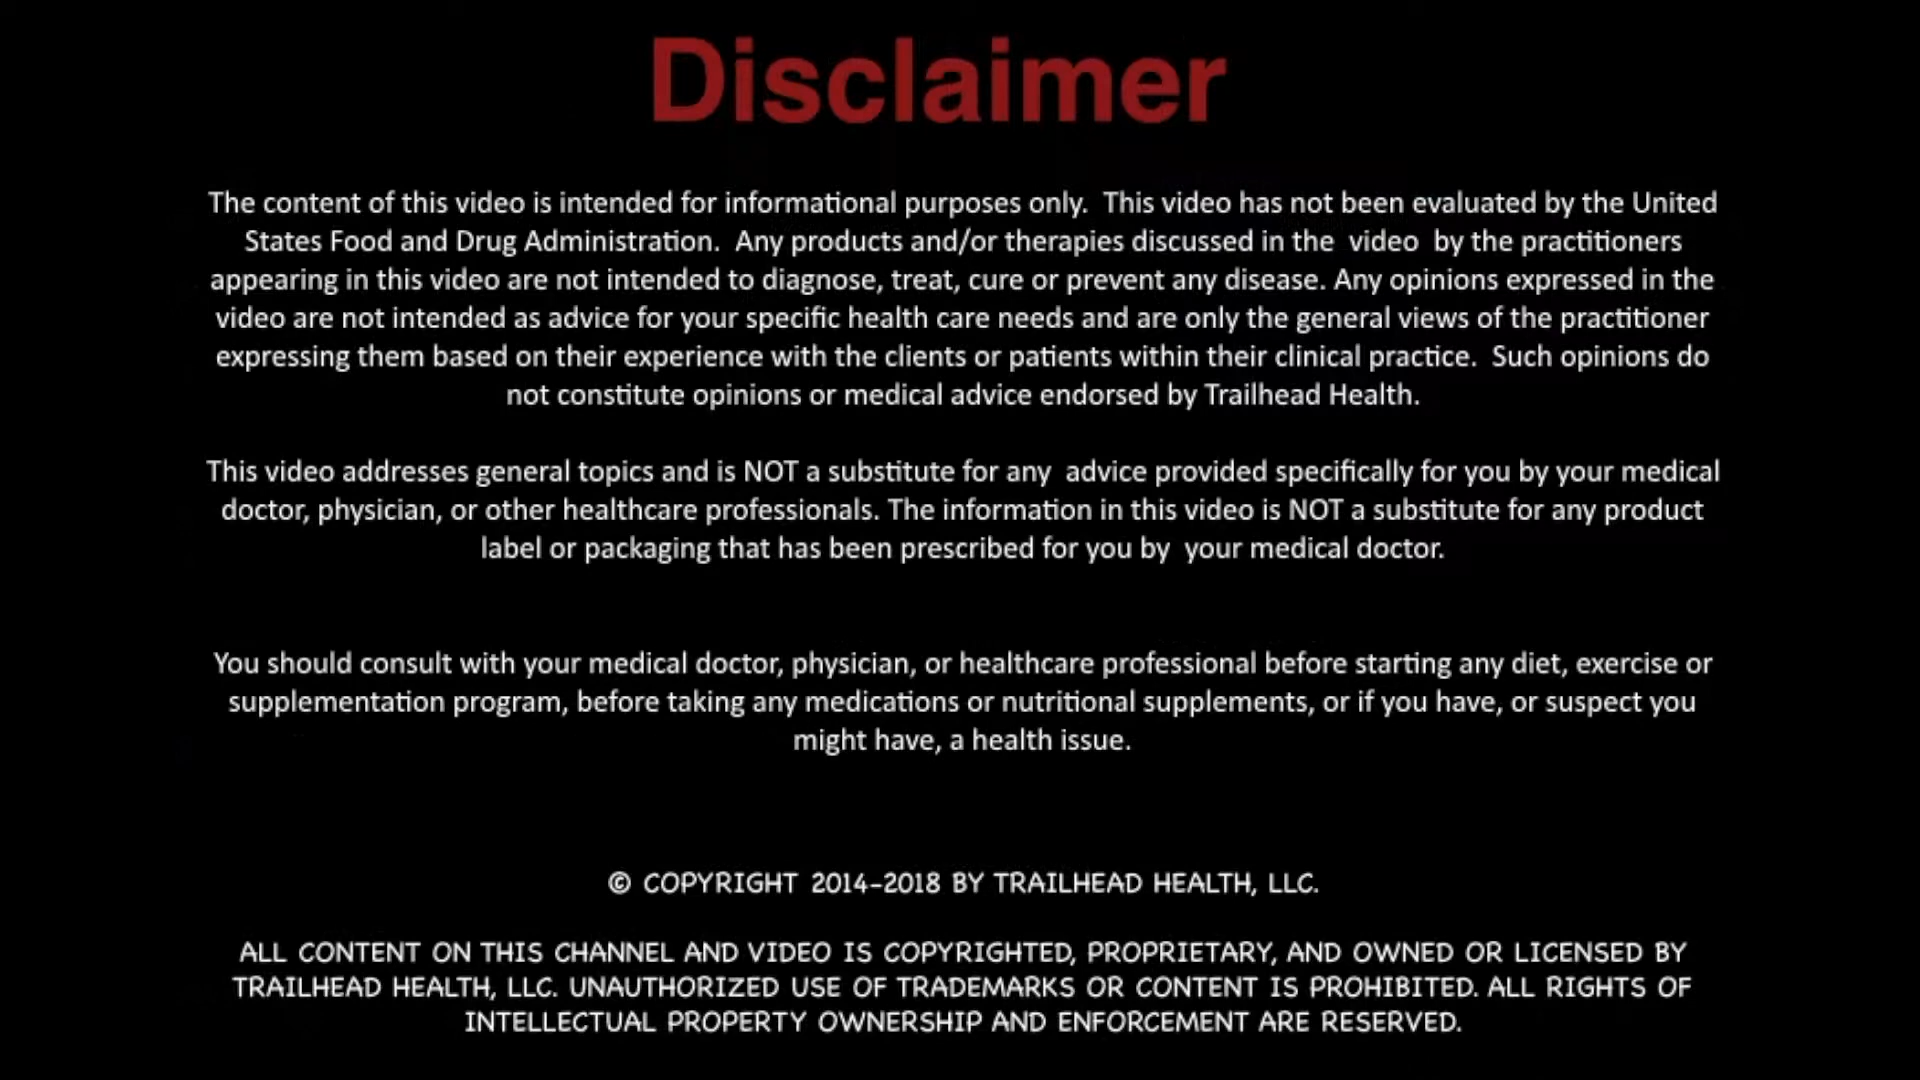 Disclaimer
The content of this video is intended for informational purposes only.  This video has not been evaluated by the United
States Food and Drug Administration.  Any products and/or therapies discussed in the  video  by the practitioners
appearing in this video are not intended to diagnose, treat, cure or prevent any disease. Any opinions expressed in the
video are not intended as advice for your specific health care needs and are only the general views of the practitioner
expressing them based on their experience with the clients or patients within their clinical practice.  Such opinions do
not constitute opinions or medical advice endorsed by Trailhead Health.
This video addresses general topics and is NOT a substitute for any  advice provided specifically for you by your medical
doctor, physician, or other healthcare professionals. The information in this video is NOT a substitute for any product
label or packaging that has been prescribed for you by  your medical doctor.
You should consult with your medical doctor, physician, or healthcare professional before starting any diet, exercise or
supplementation program, before taking any medications or nutritional supplements, or if you have, or suspect you
might have, a health issue.
© COPYRIGHT 2014-2018 BY TRAILHEAD HEALTH, LLC.
ALL CONTENT ON THIS CHANNEL AND VIDEO IS COPYRIGHTED, PROPRIETARY, AND OWNED OR LICENSED BY
TRAILHEAD HEALTH, LLC. UNAUTHORIZED USE OF TRADEMARKS OR CONTENT IS PROHIBITED. ALL RIGHTS OF
INTELLECTUAL PROPERTY OWNERSHIP AND ENFORCEMENT ARE RESERVED.